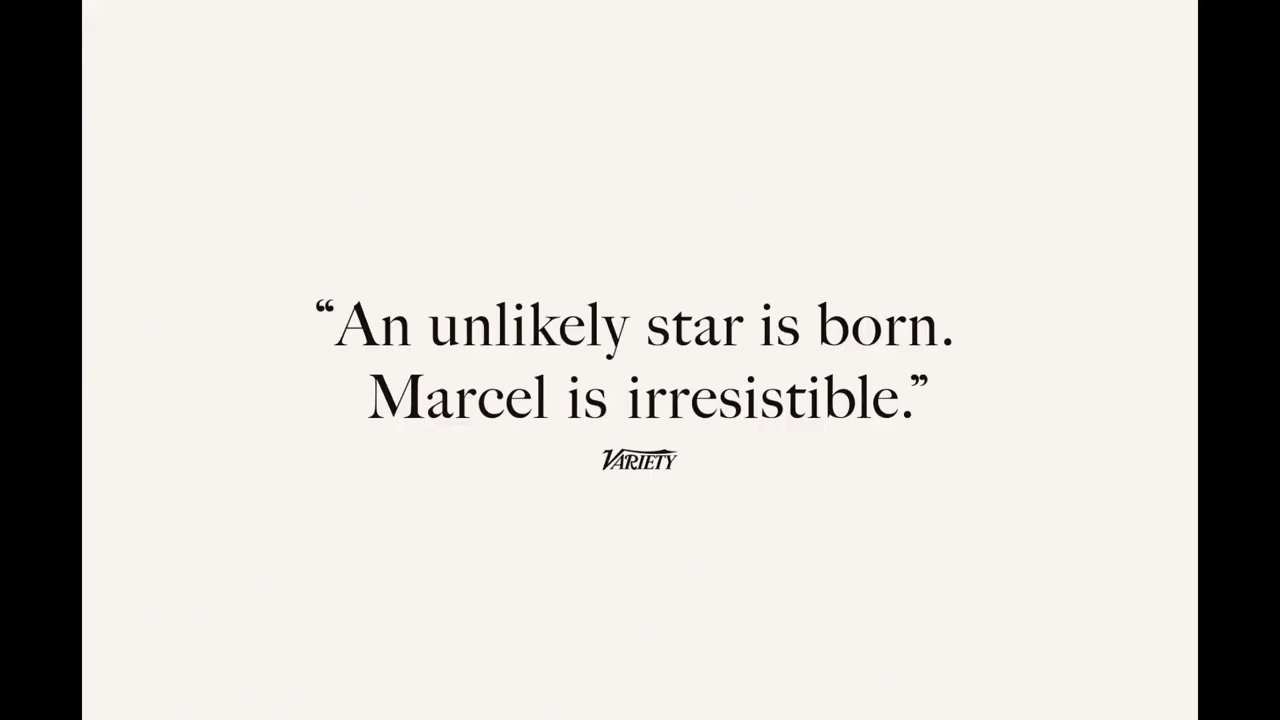 “An unlikely star is born.
Marcel is irresistible.”
VARIETY